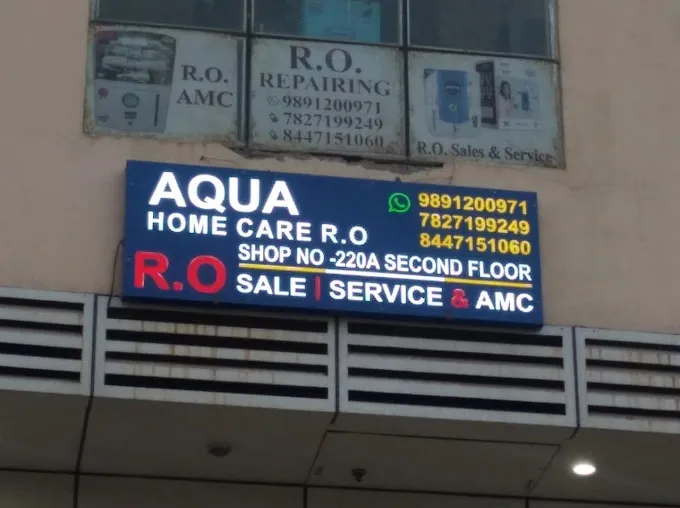 R.O.
AMC
R.O.
REPAIRING
9891200971
7827199249
8447151060
R.O. Sales & Service
AQUA
HOME CARE R.O
9891200971
7827199249
8447151060
SHOP NO -220A SECOND FLOOR
R.O SALE | SERVICE & AMC